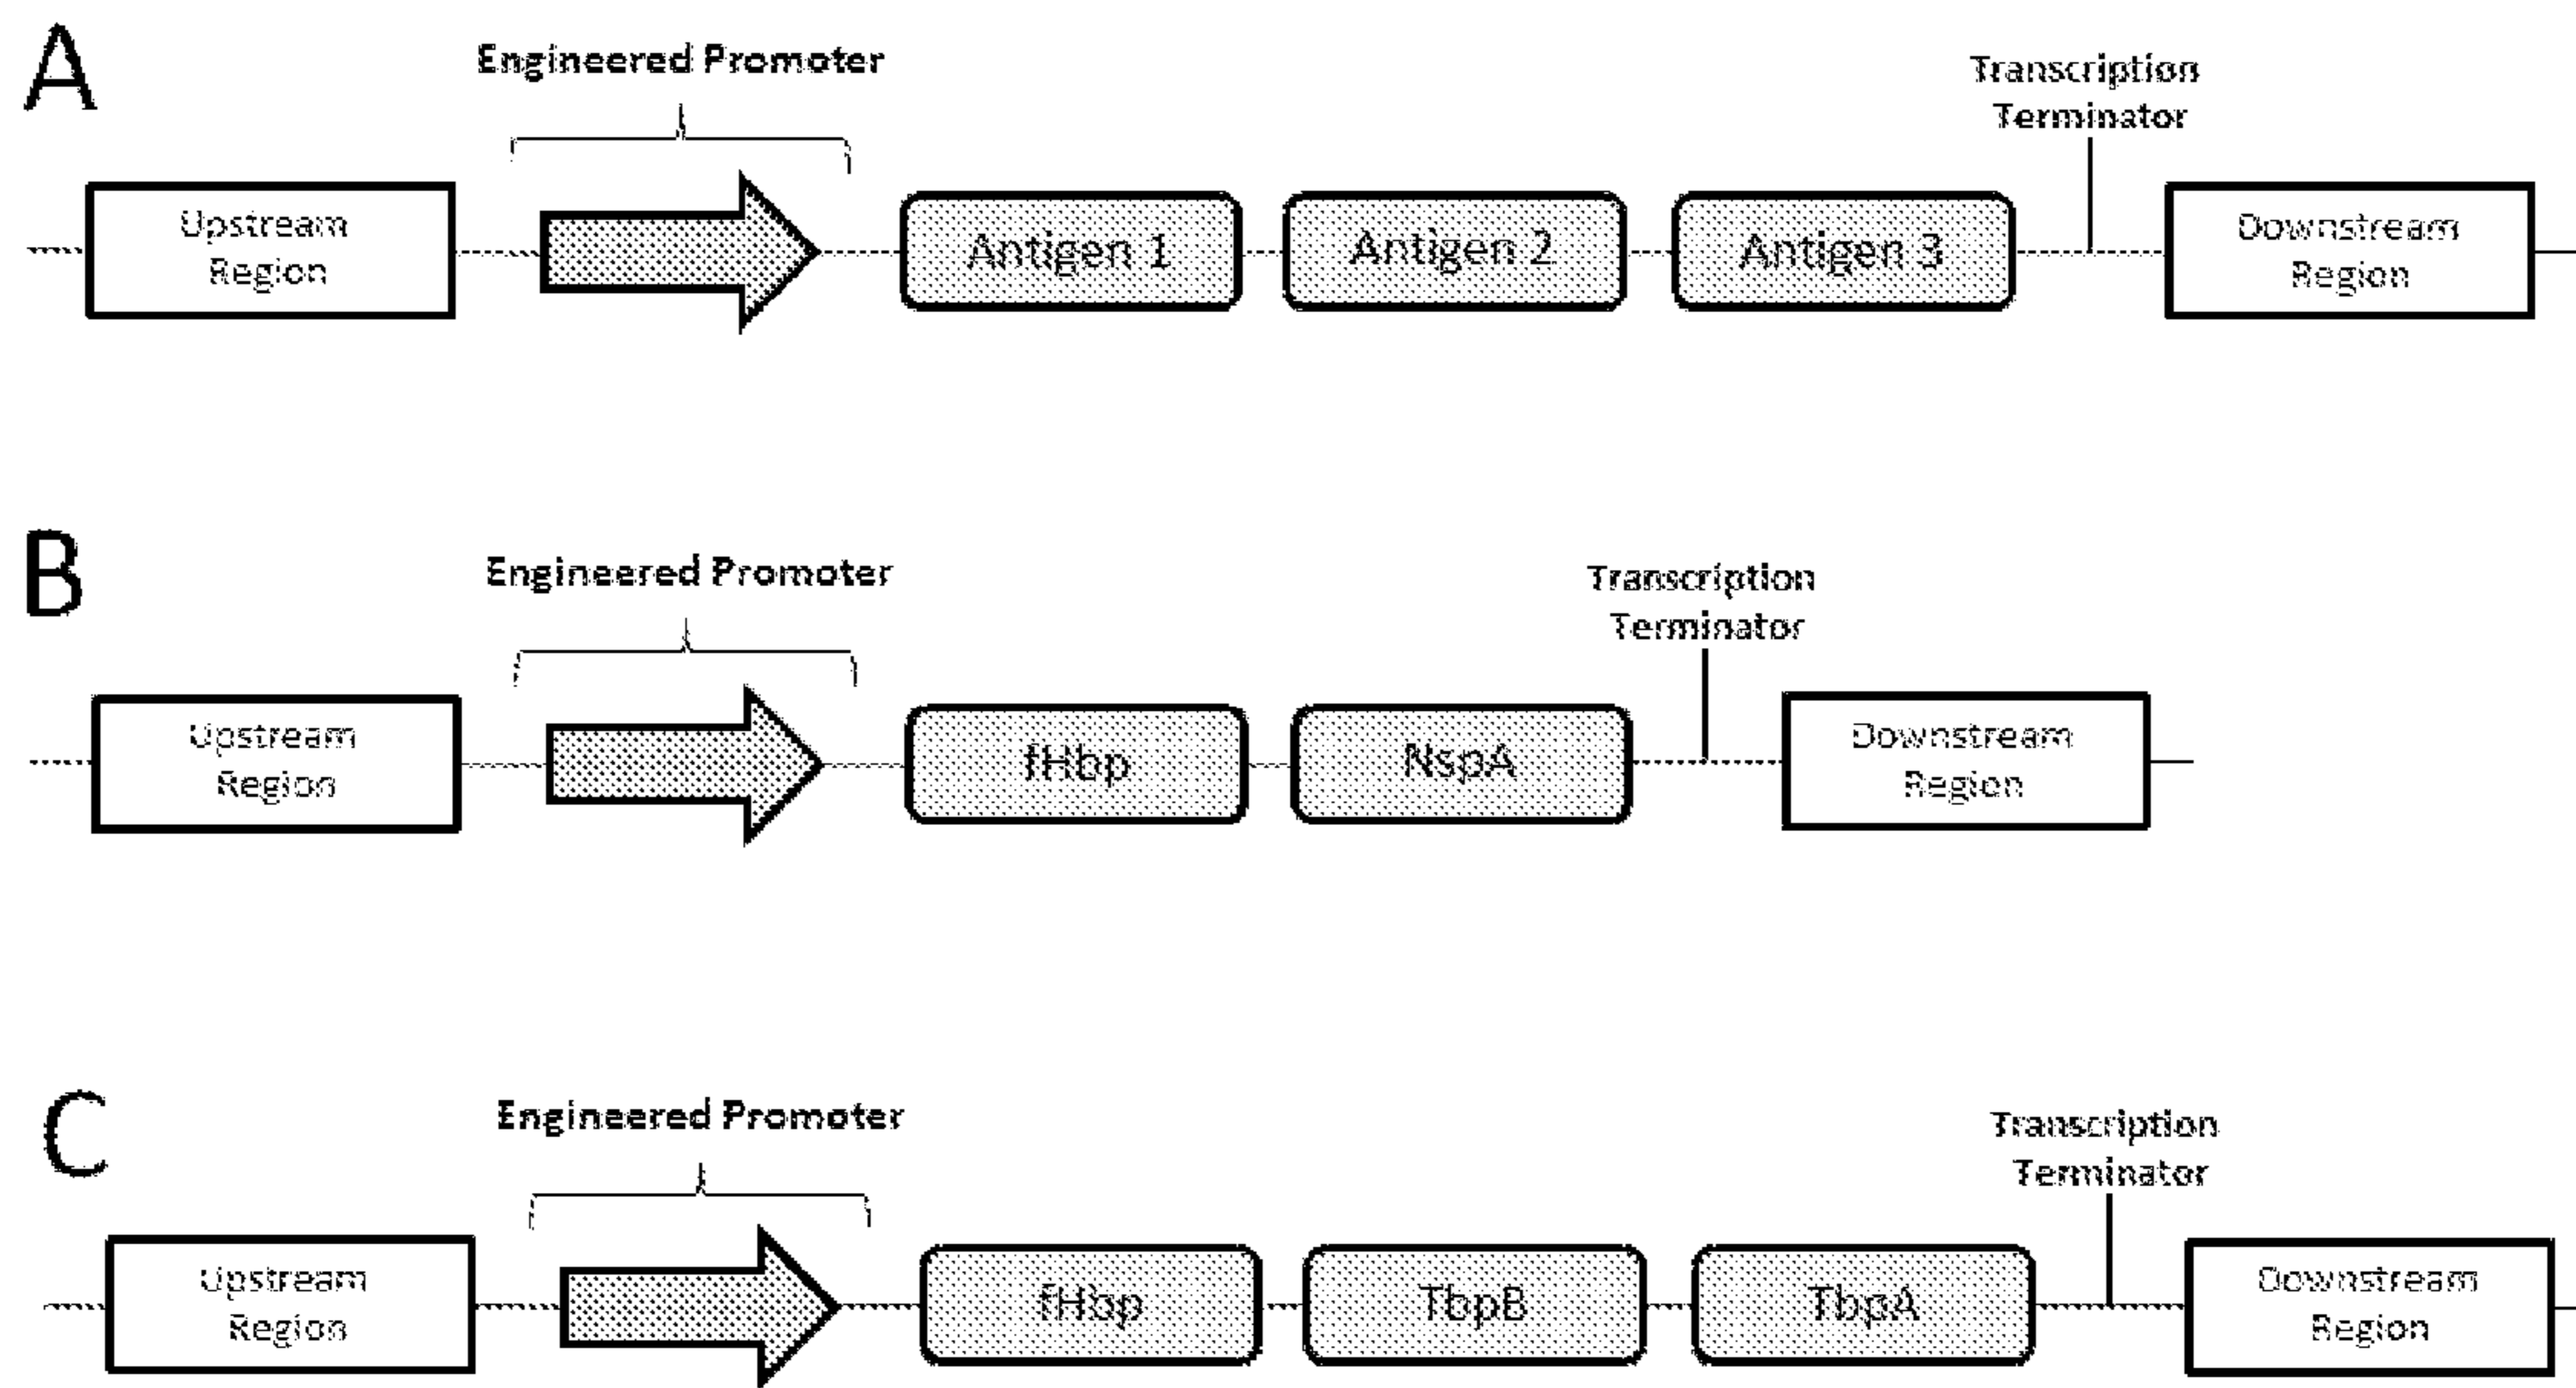 A
Engineered Promoter
Transcription
Terminator
Upstream
Region
Antigen 1
Antigen 2
Antigen 3
Downstream
Region
B
Engineered Promoter
Transcription
Terminator
Upstream
Region
fHbp
NspA
Downstream
Region
C
Engineered Promoter
Transcription
Terminator
Upstream
Region
fHbp
TbpB
TbpA
Downstream
Region